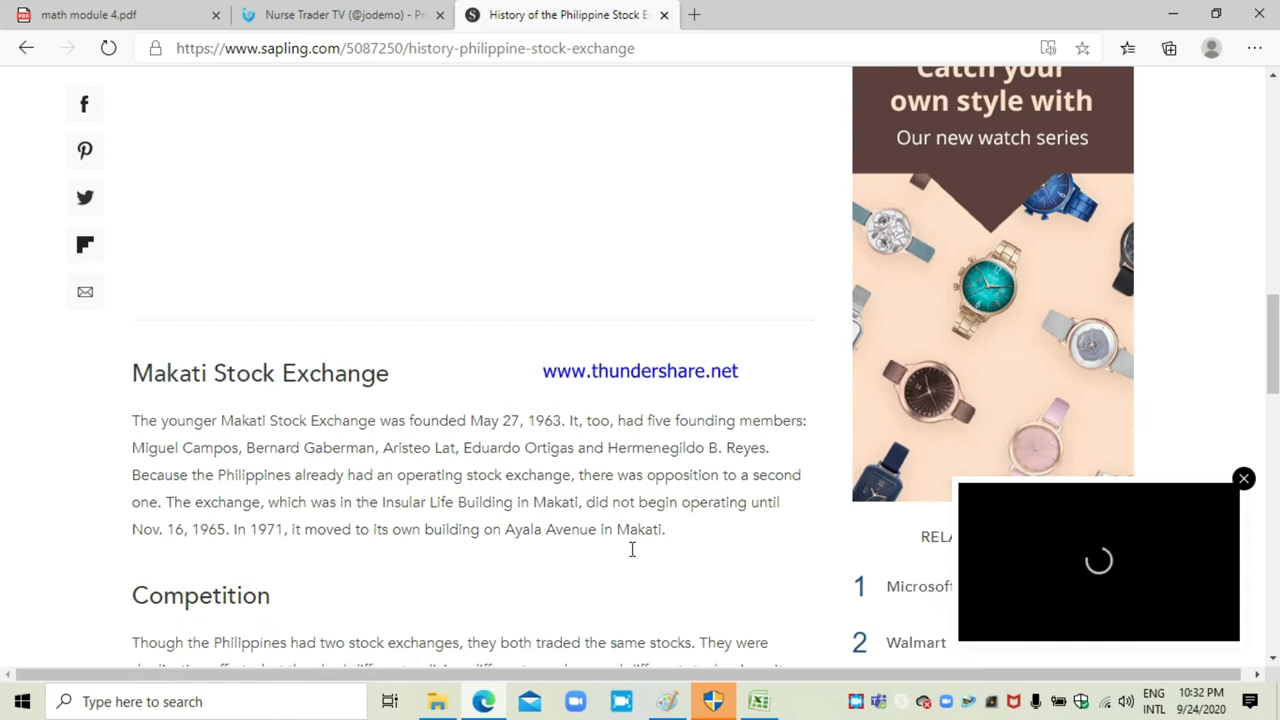 math module 4.pdf
Nurse Trader TV (@jodemo) - Pr
History of the Philippine Stock E
https://www.sapling.com/5087250/history-philippine-stock-exchange
Catch your
own style with
Our new watch series
Makati Stock Exchange
www.thundershare.net
The younger Makati Stock Exchange was founded May 27, 1963. It, too, had five founding members:
Miguel Campos, Bernard Gaberman, Aristeo Lat, Eduardo Ortigas and Hermenegildo B. Reyes.
Because the Philippines already had an operating stock exchange, there was opposition to a second
one. The exchange, which was in the Insular Life Building in Makati, did not begin operating until
Nov. 16, 1965. In 1971, it moved to its own building on Ayala Avenue in Makati.
RELA
1 Microsoft
Competition
Though the Philippines had two stock exchanges, they both traded the same stocks. They were
2 Walmart
Type here to search
ENG
INTL
10:32 PM
9/24/2020